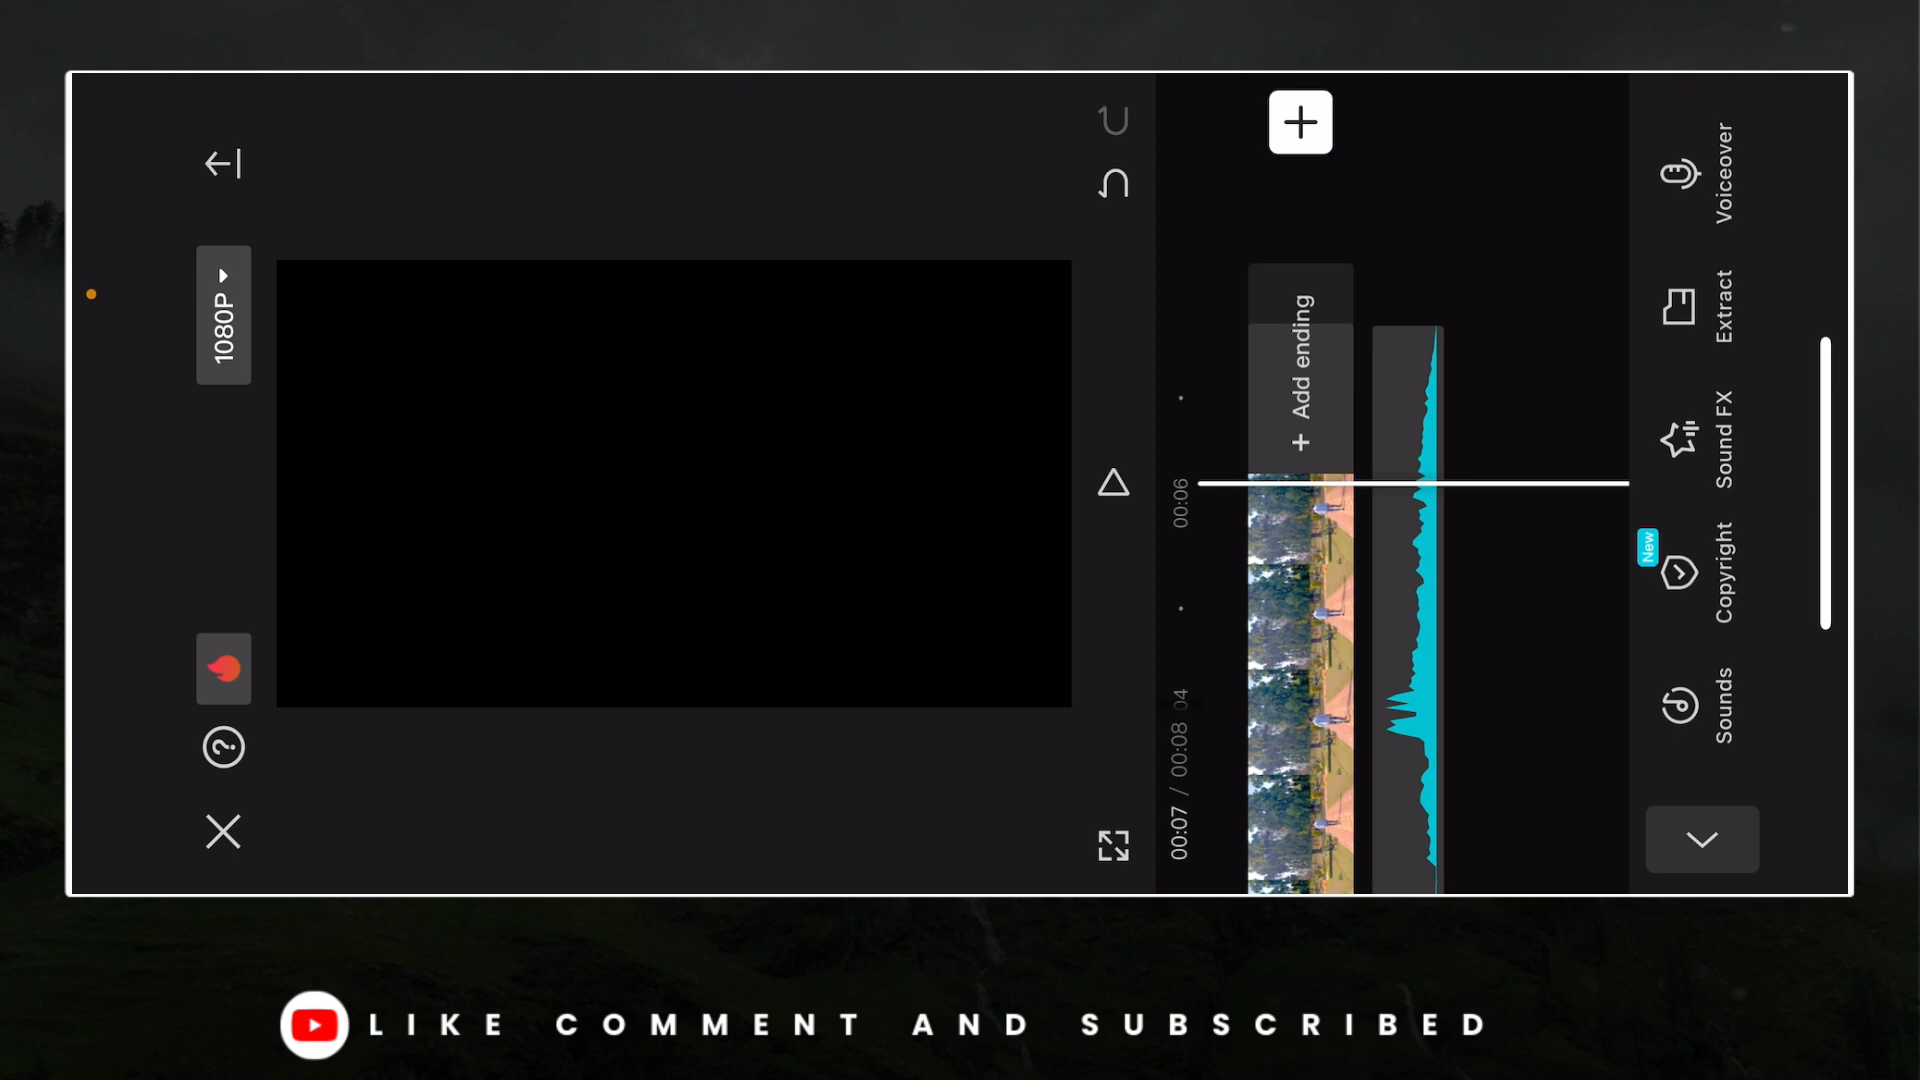 1080P
00:07 / 00:08
04
00:06
+ Add ending
New
Sounds
Copyright
Sound FX
Extract
Voiceover
LIKE COMMENT AND SUBSCRIBED